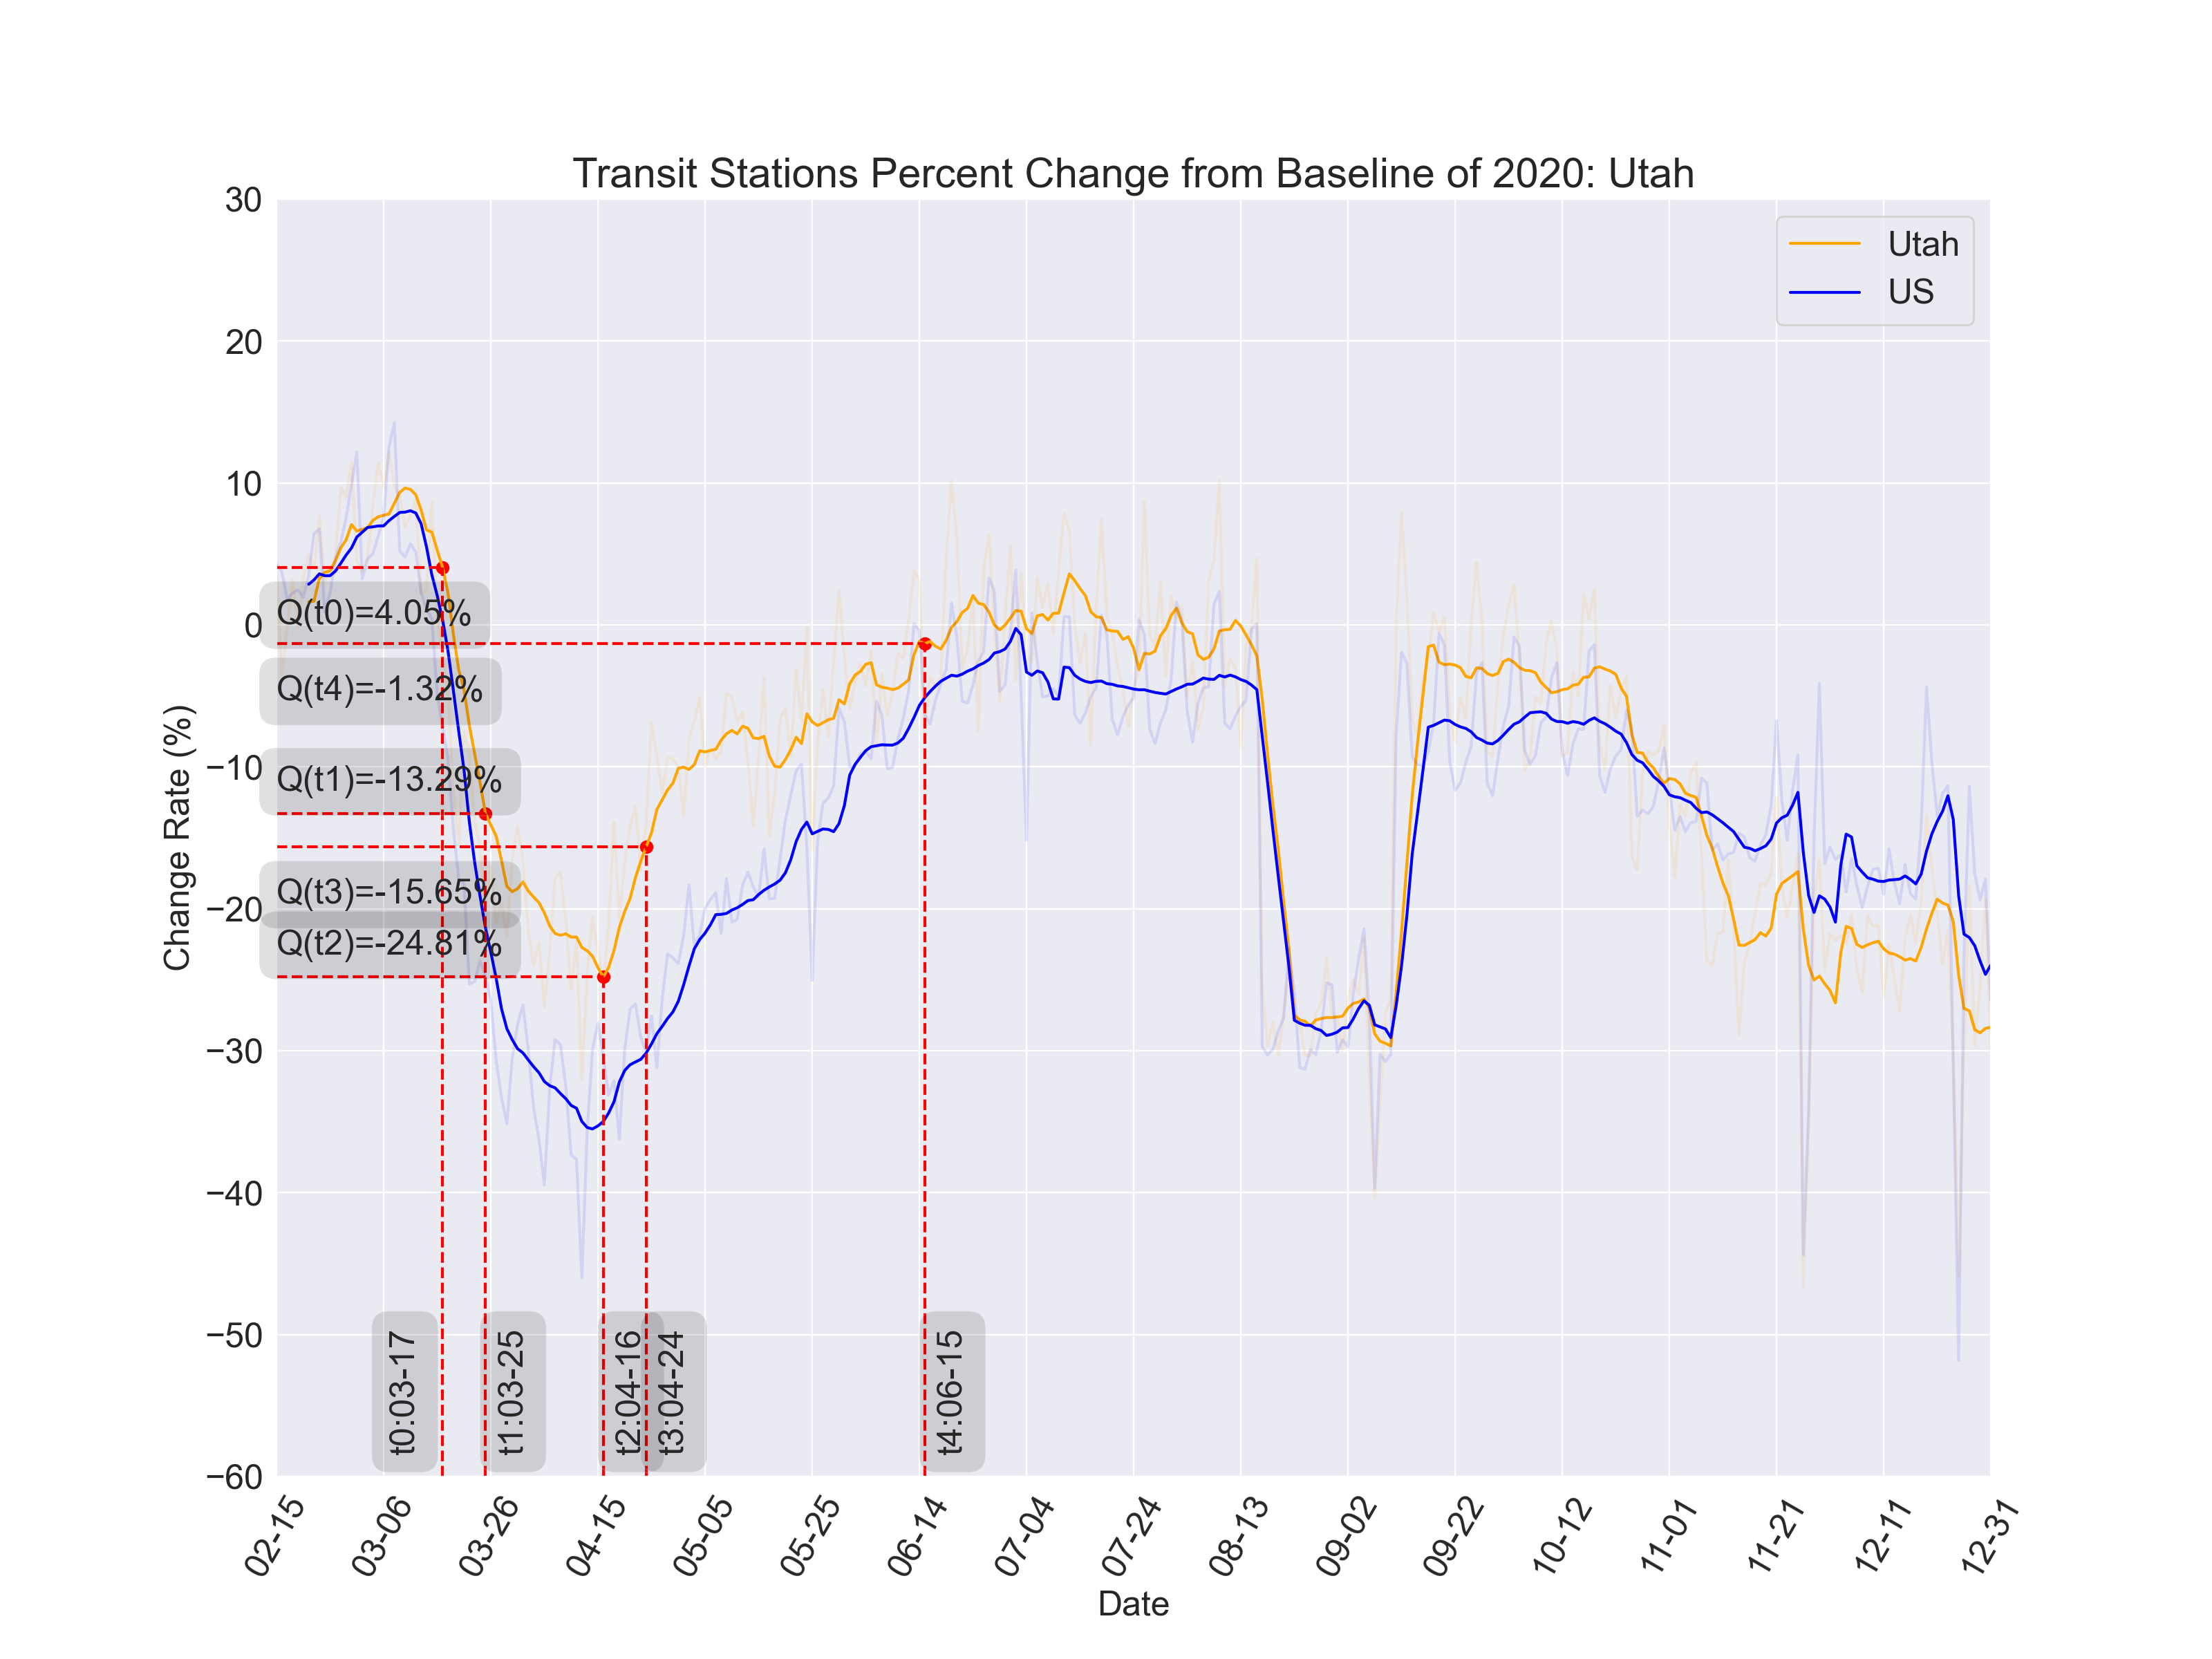 Transit Stations Percent Change from Baseline of 2020: Utah
Utah
US
30
20
10
0
−10
−20
−30
−40
−50
−60
Change Rate (%)
Q(t0)=4.05%
Q(t4)=-1.32%
Q(t1)=-13.29%
Q(t3)=-15.65%
Q(t2)=-24.81%
t0:03-17
t1:03-25
t2:04-16
t3:04-24
t4:06-15
02-15
03-06
03-26
04-15
05-05
05-25
06-14
07-04
07-24
08-13
09-02
09-22
10-12
11-01
11-21
12-11
12-31
Date